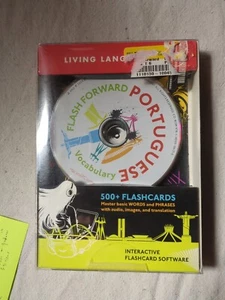 LIVING LANG
FLASH FORWARD
PORTUGUESE
Vocabulary
500+ FLASHCARDS
Master basic WORDS and PHRASES
with audio, images, and translation
INTERACTIVE
FLASHCARD SOFTWARE